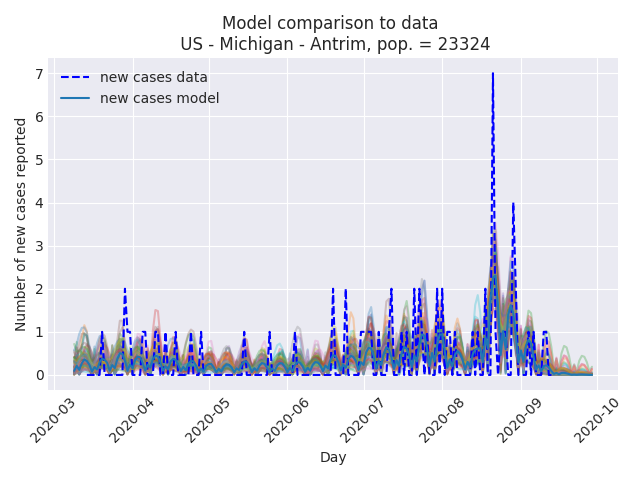 Model comparison to data
US - Michigan - Antrim, pop. = 23324
new cases data
new cases model
Number of new cases reported
7
6
5
4
3
2
1
0
2020-03
2020-04
2020-05
2020-06
2020-07
2020-08
2020-09
2020-10
Day